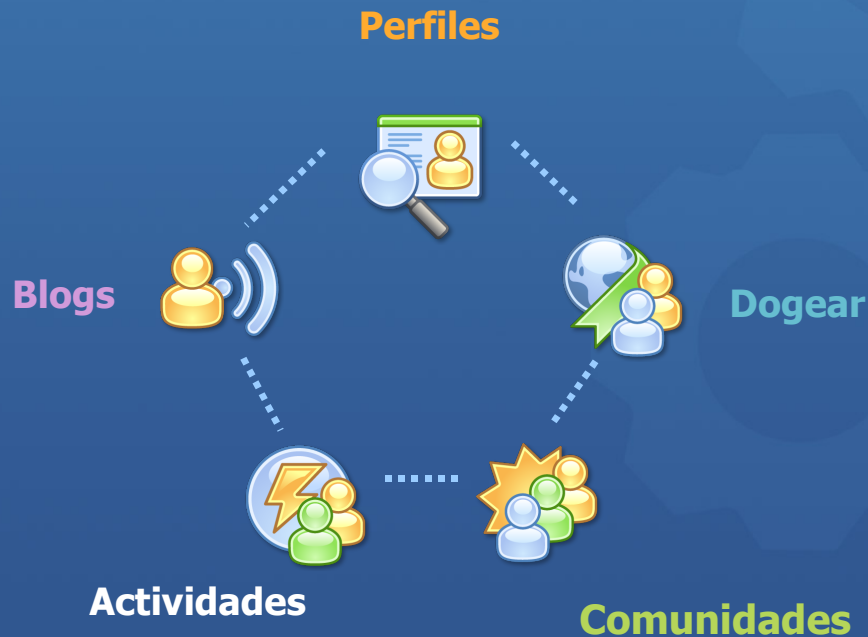 Perfiles
Blogs
Dogear
Actividades
Comunidades